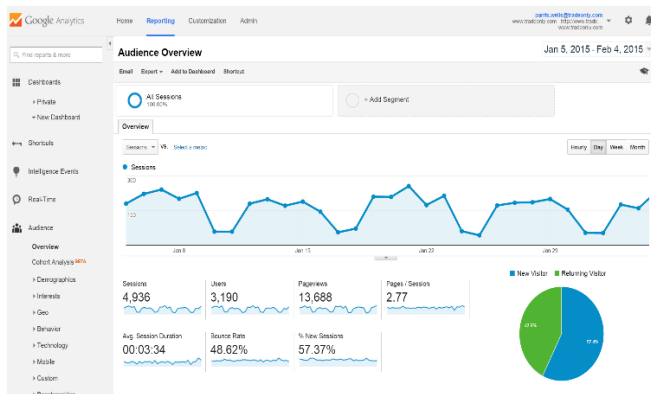 Google Analytics
Home Reporting Customization Admin
Find reports & more
Audience Overview
Jan 5, 2015 - Feb 4, 2015
Email Export Add to Dashboard Shortcut
All Sessions
100.00%
+ Add Segment
Overview
Sessions VS. Select a metric
Hourly Day Week Month
Sessions
300
150
Jan 8 Jan 15 Jan 22 Jan 29
Dashboards
Private
+ New Dashboard
Shortcuts
Intelligence Events
Real-Time
Audience
Overview
Cohort Analysis BETA
Demographics
Interests
Geo
Behavior
Technology
Mobile
Custom
New Visitor Returning Visitor
Sessions
4,936
Users
3,190
Pageviews
13,688
Pages / Session
2.77
Avg. Session Duration
00:03:34
Bounce Rate
48.62%
% New Sessions
57.37%